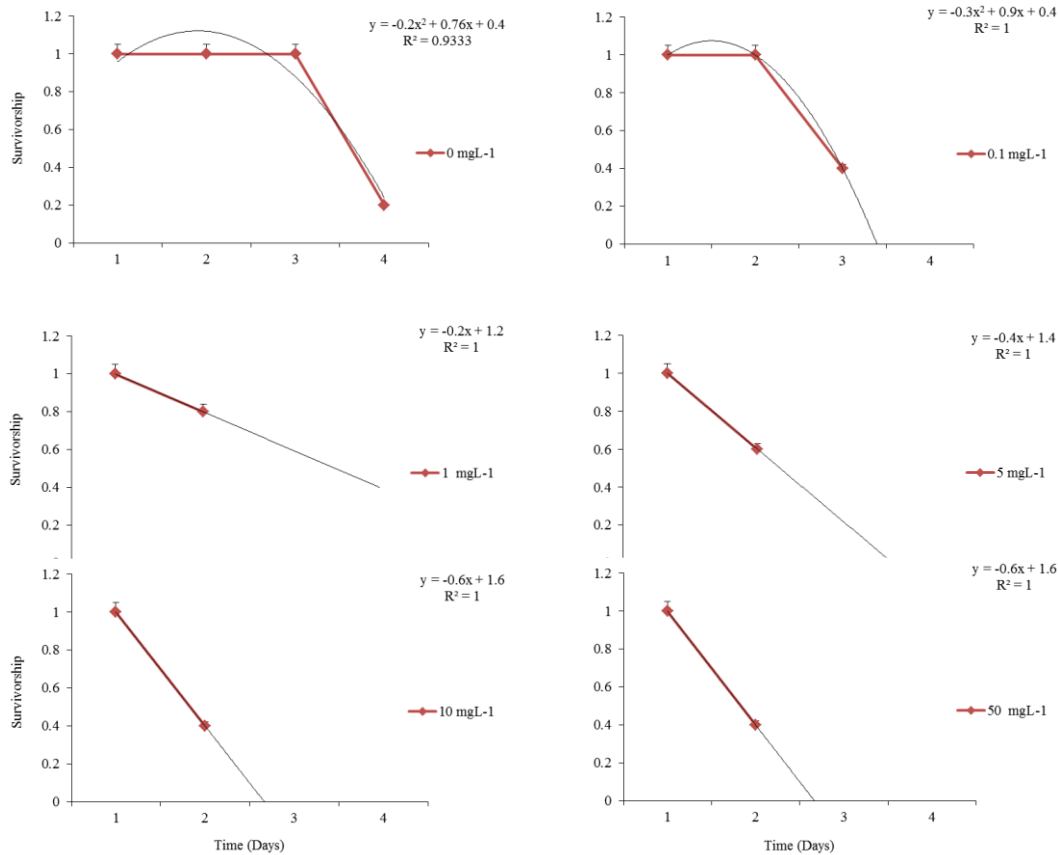 y = -0.2x² + 0.76x + 0.4
R² = 0.9333
1.2
1
0.8
0.6
0.4
0.2
0
Survivorship
1 2 3 4
0 mgL-1
y = -0.3x² + 0.9x + 0.4
R² = 1
1.2
1
0.8
0.6
0.4
0.2
0
1 2 3 4
0.1 mgL-1
y = -0.2x + 1.2
R² = 1
1.2
1
0.8
0.6
0.4
0.2
Survivorship
1 mgL-1
y = -0.4x + 1.4
R² = 1
1.2
1
0.8
0.6
0.4
0.2
5 mgL-1
y = -0.6x + 1.6
R² = 1
1.2
1
0.8
0.6
0.4
0.2
0
Survivorship
1 2 3 4
Time (Days)
10 mgL-1
y = -0.6x + 1.6
R² = 1
1.2
1
0.8
0.6
0.4
0.2
0
1 2 3 4
Time (Days)
50 mgL-1